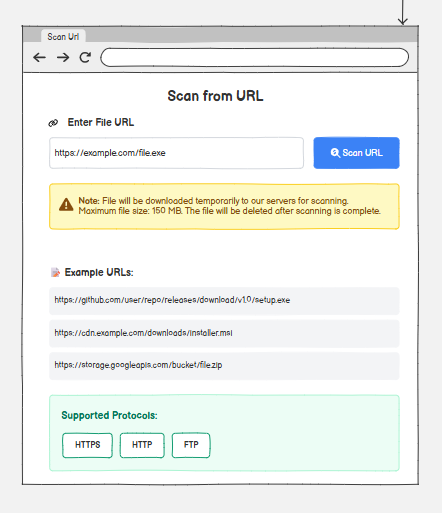 Scan Url
Scan from URL
Enter File URL
https://example.com/file.exe
Scan URL
Note: File will be downloaded temporarily to our servers for scanning.
Maximum file size: 150 MB. The file will be deleted after scanning is complete.
Example URLs:
https://github.com/user/repo/releases/download/v1.0/setup.exe
https://cdn.example.com/downloads/installer.msi
https://storage.googleapis.com/bucket/file.zip
Supported Protocols:
HTTPS HTTP FTP